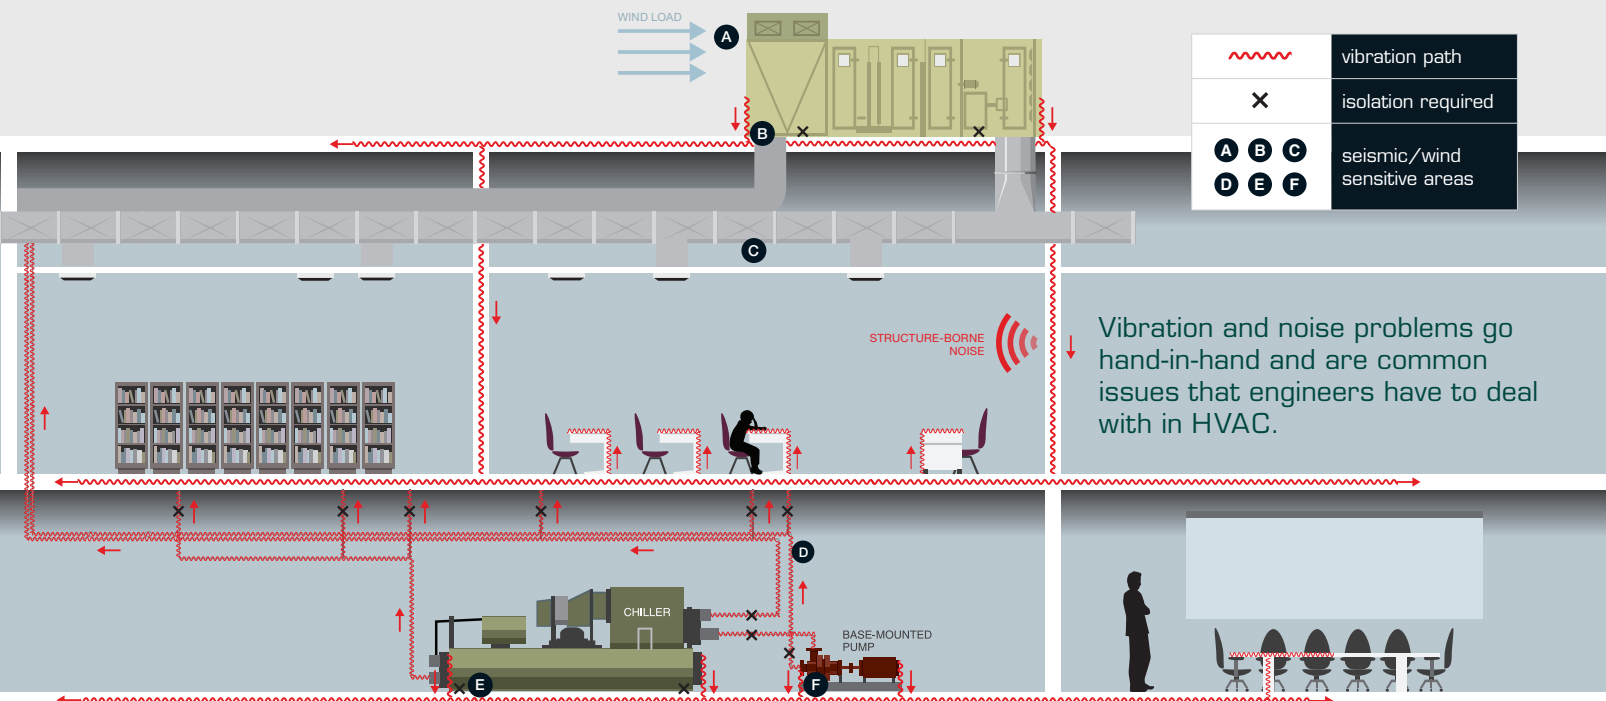 WIND LOAD
A
B
vibration path
isolation required
A B C
D E F
seismic/wind
sensitive areas
C
STRUCTURE-BORNE
NOISE
Vibration and noise problems go
hand-in-hand and are common
issues that engineers have to deal
with in HVAC.
D
CHILLER
BASE-MOUNTED
PUMP
E
F